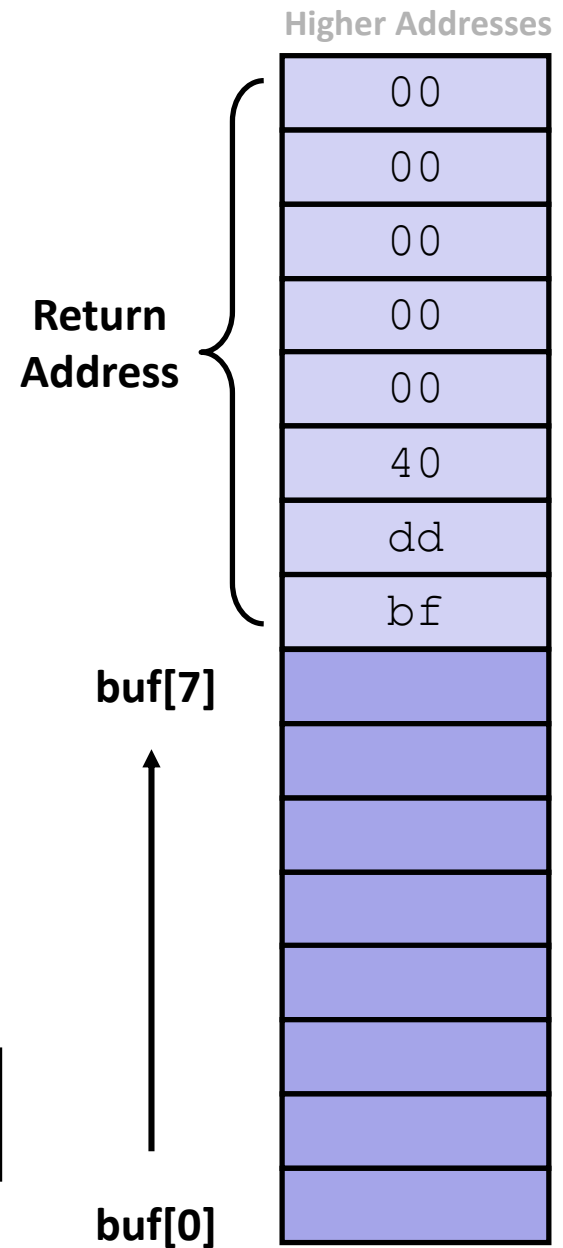 Higher Addresses
00
00
00
00
Return
Address
00
40
dd
bf
buf[7]
buf[0]